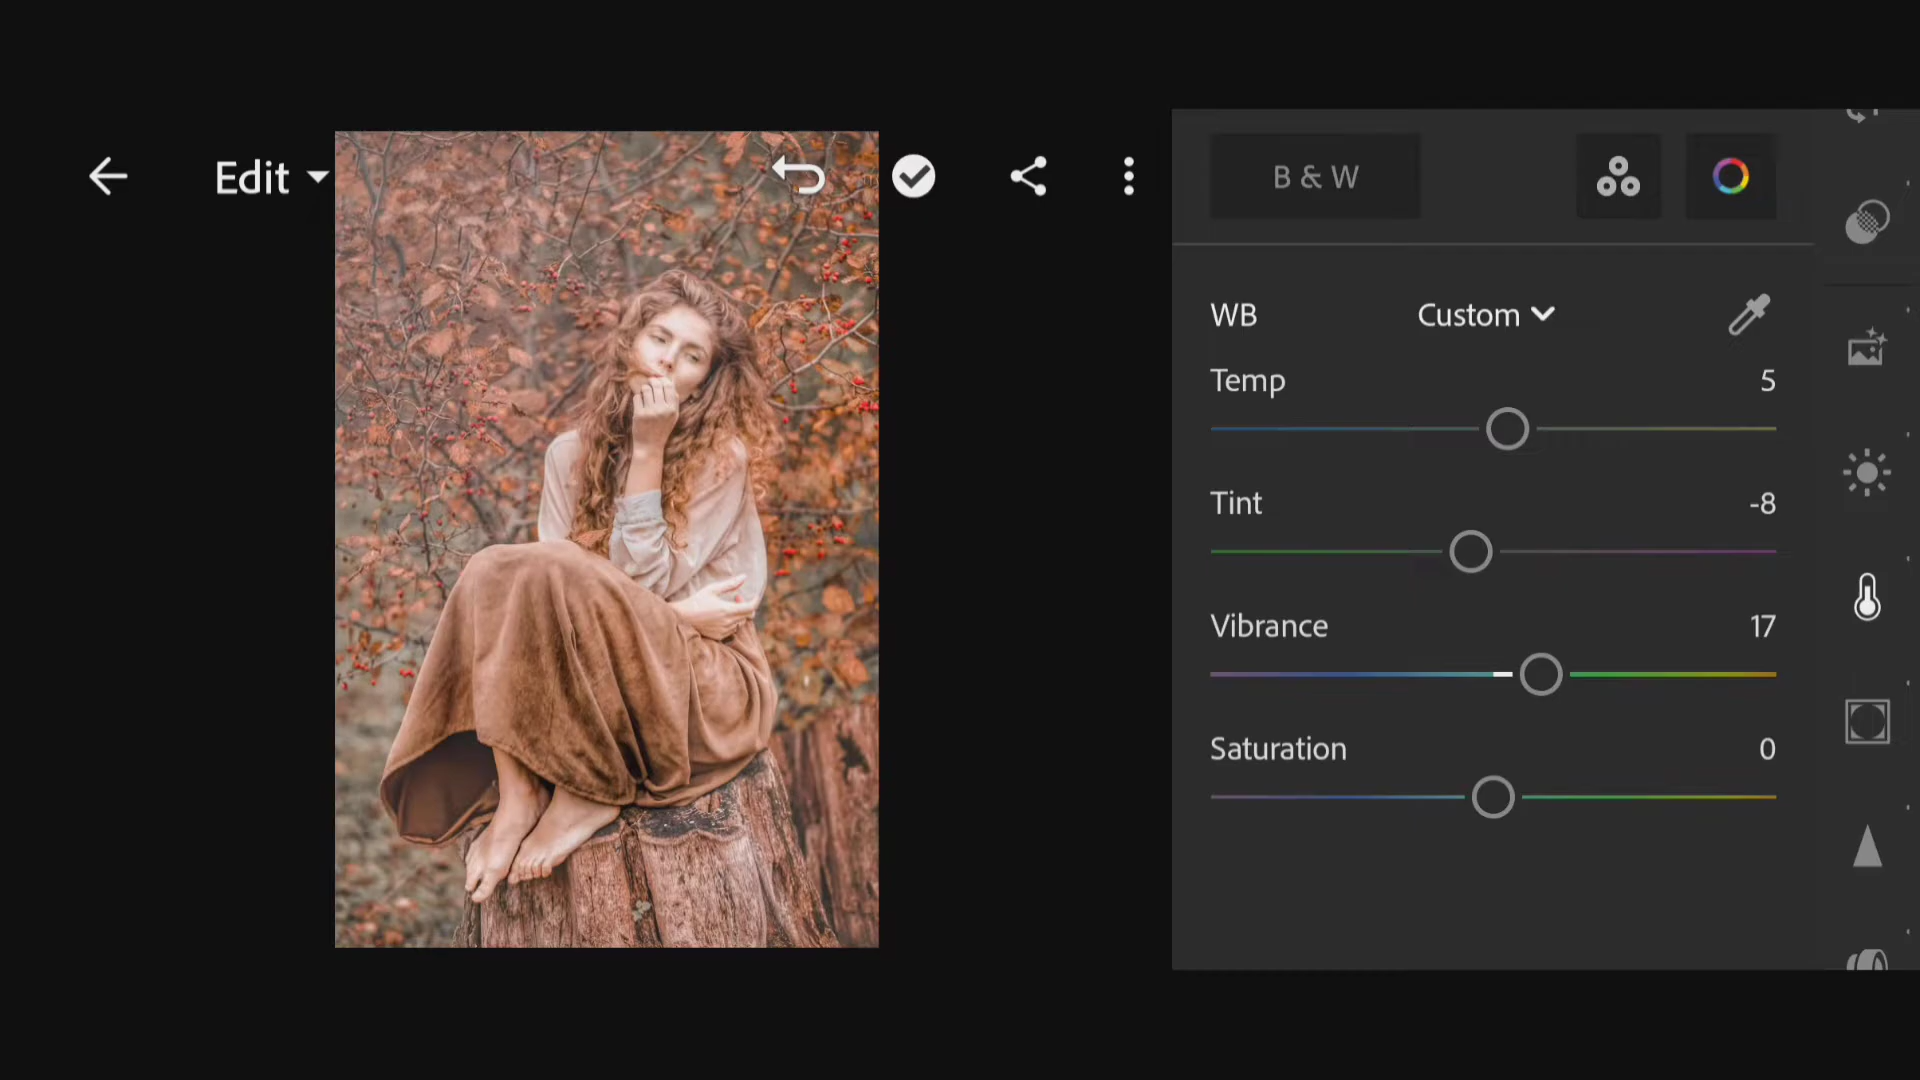 Edit
B & W
WB Custom
Temp 5
Tint -8
Vibrance 17
Saturation 0